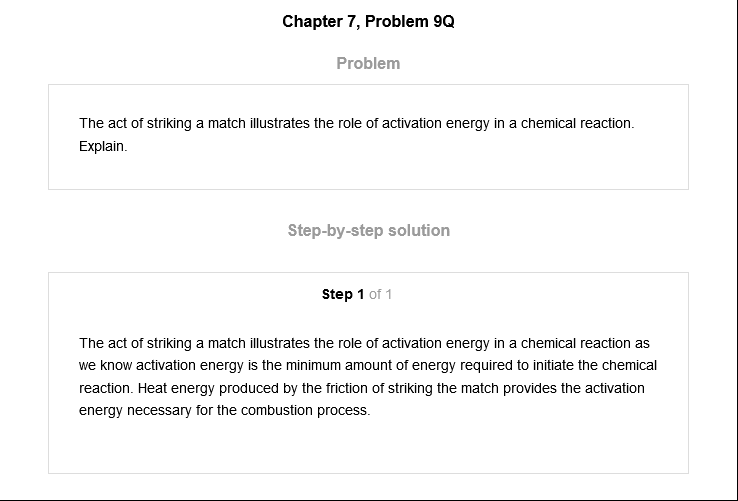 Chapter 7, Problem 9Q
Problem
The act of striking a match illustrates the role of activation energy in a chemical reaction.
Explain.
Step-by-step solution
Step 1 of 1
The act of striking a match illustrates the role of activation energy in a chemical reaction as
we know activation energy is the minimum amount of energy required to initiate the chemical
reaction. Heat energy produced by the friction of striking the match provides the activation
energy necessary for the combustion process.